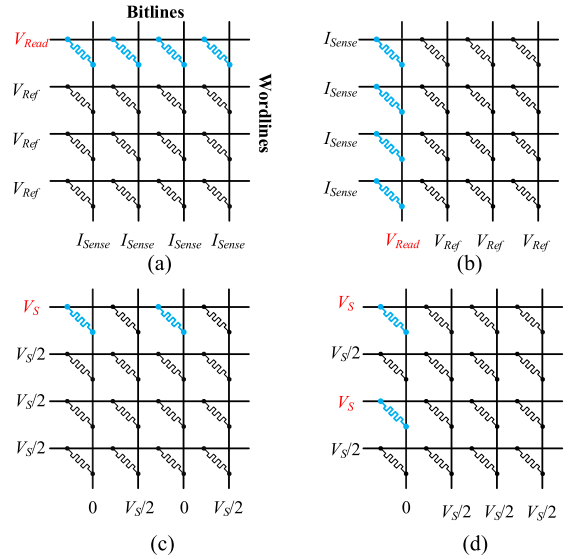 Bitlines
V_Read
V_Ref
V_Ref
V_Ref
Wordlines
I_Sense I_Sense I_Sense I_Sense
(a)
I_Sense
I_Sense
I_Sense
I_Sense
V_Read V_Ref V_Ref V_Ref
(b)
V_S
V_S/2
V_S/2
V_S/2
0 V_S/2 0 V_S/2
(c)
V_S
V_S/2
V_S
V_S/2
0 V_S/2 V_S/2 V_S/2
(d)